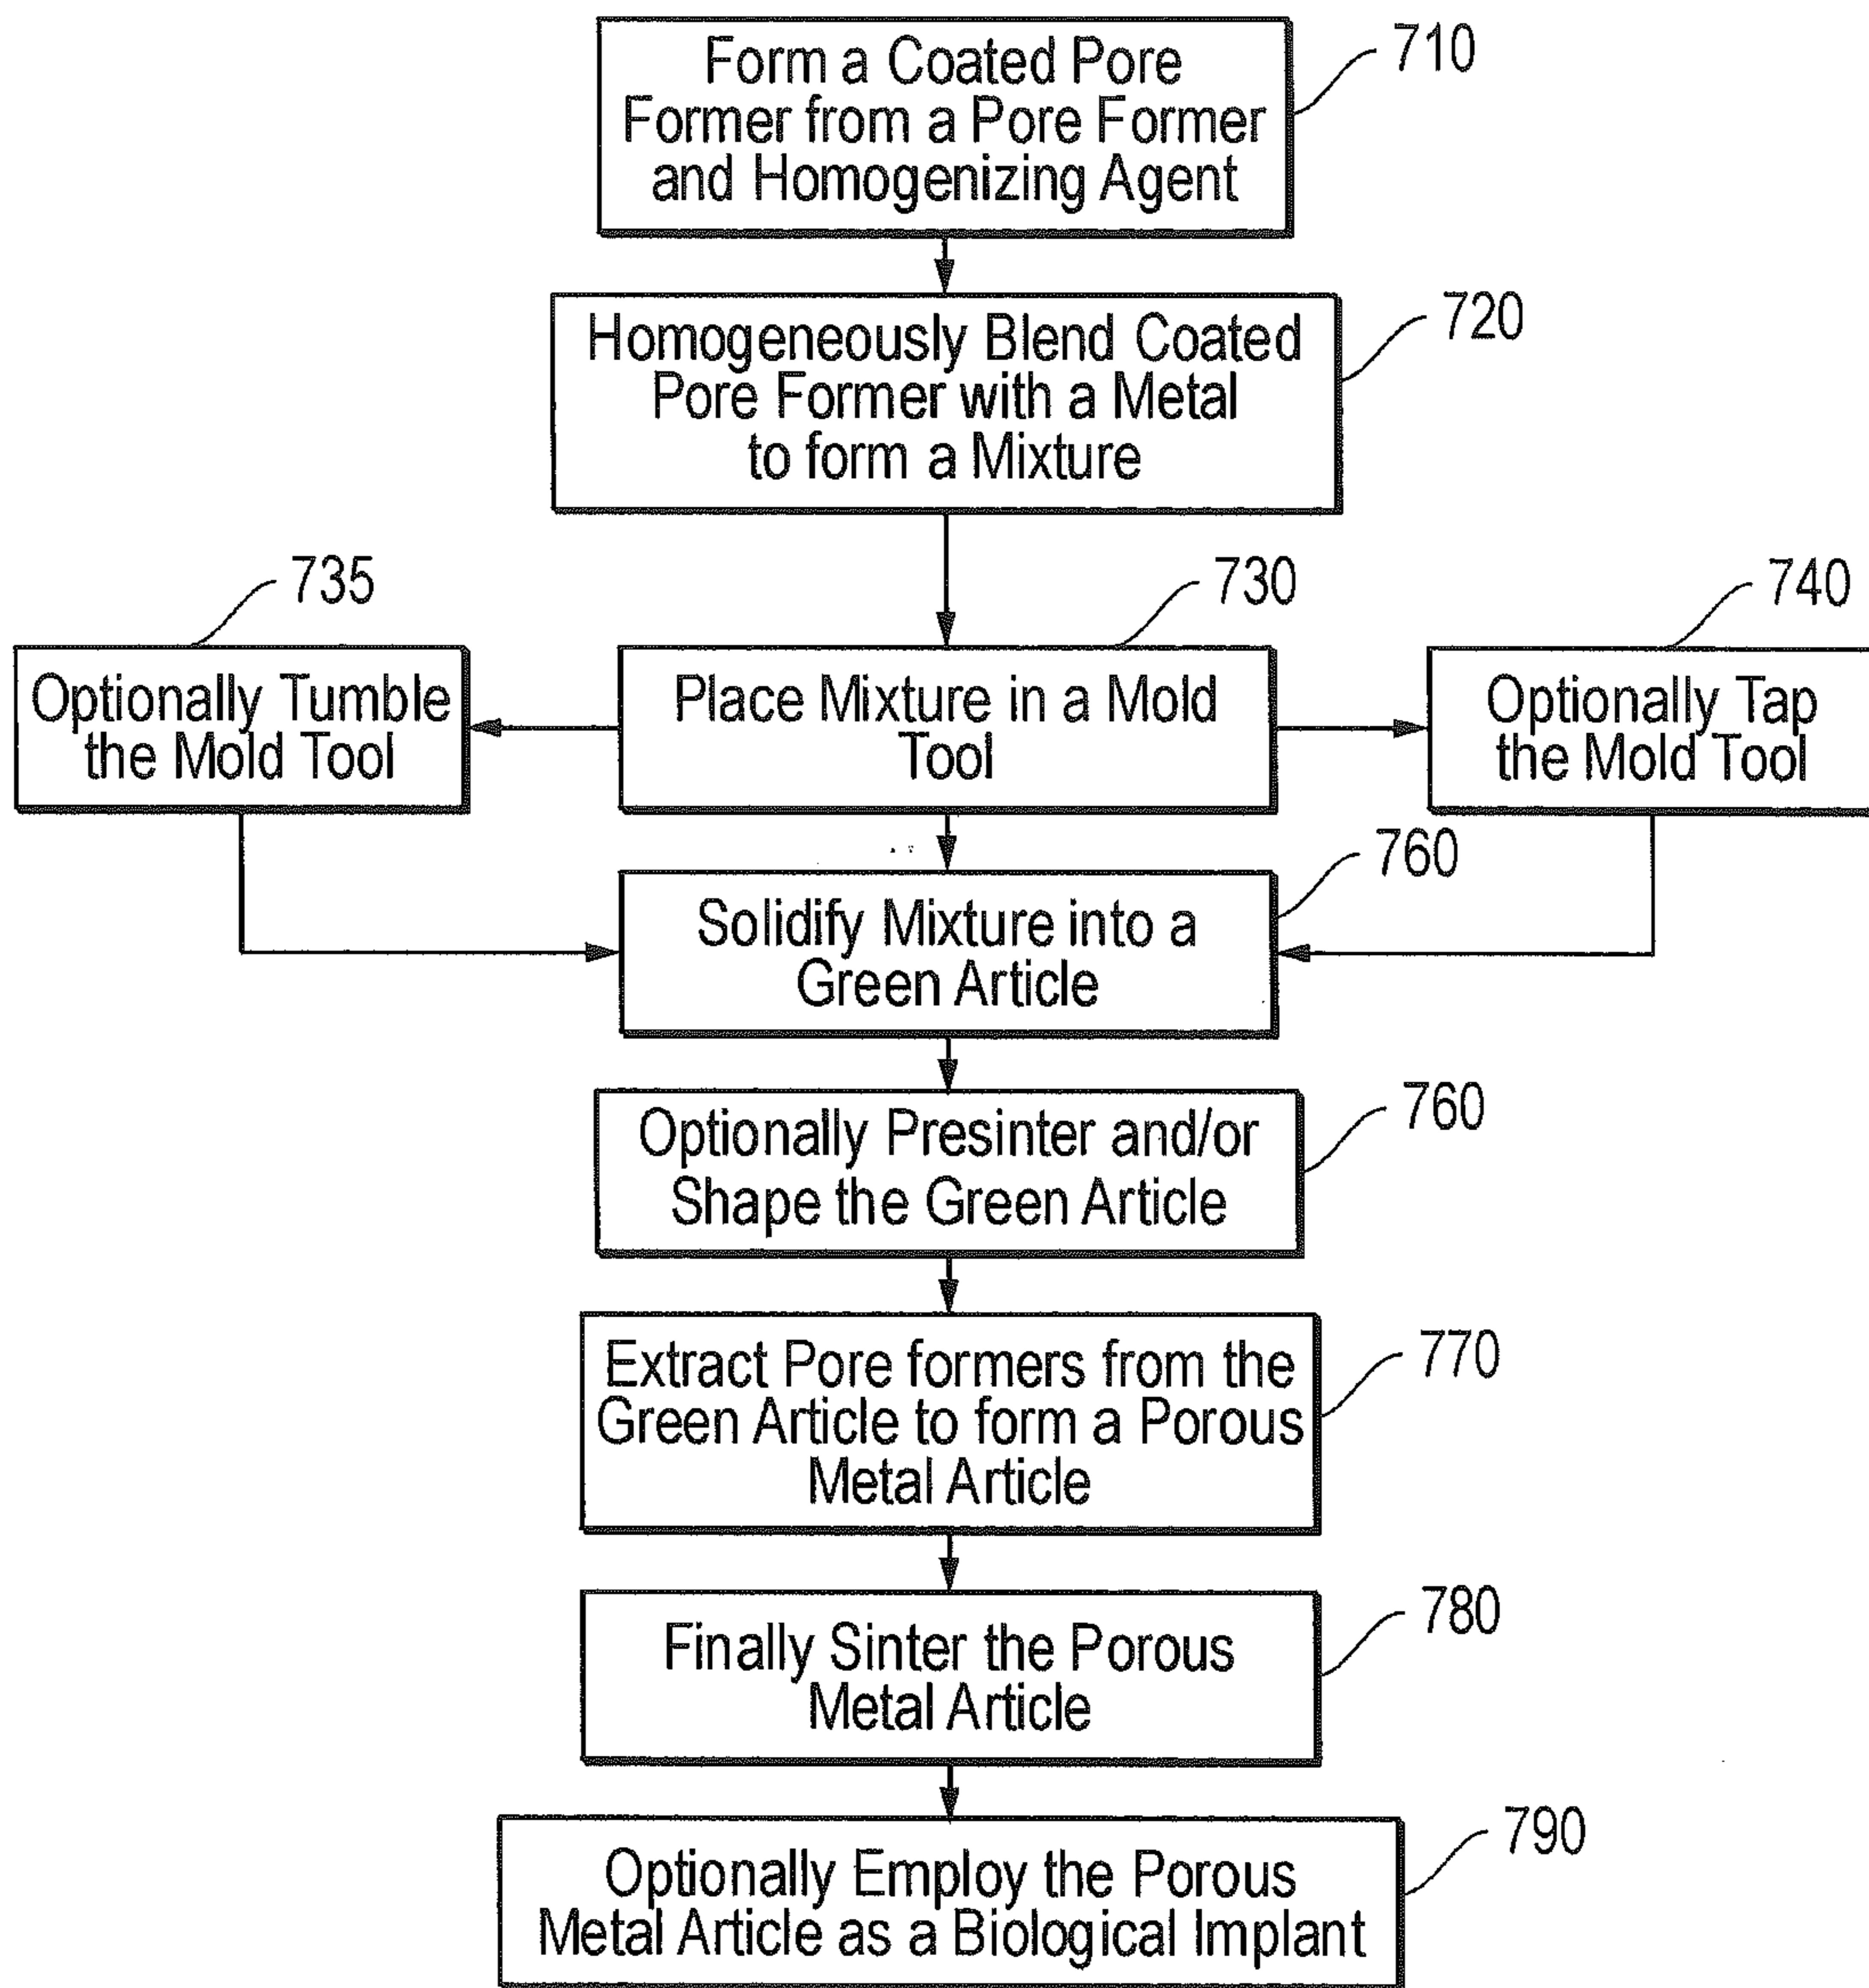 Form a Coated Pore
Former from a Pore Former
and Homogenizing Agent
710
Homogeneously Blend Coated
Pore Former with a Metal
to form a Mixture
720
735
Optionally Tumble
the Mold Tool
730
Place Mixture in a Mold
Tool
740
Optionally Tap
the Mold Tool
760
Solidify Mixture into a
Green Article
760
Optionally Presinter and/or
Shape the Green Article
Extract Pore formers from the
Green Article to form a Porous
Metal Article
770
Finally Sinter the Porous
Metal Article
780
Optionally Employ the Porous
Metal Article as a Biological Implant
790